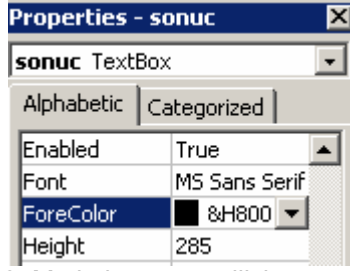 Properties - sonuc
sonuc TextBox
Alphabetic Categorized
Enabled True
Font MS Sans Serif
ForeColor &H800
Height 285